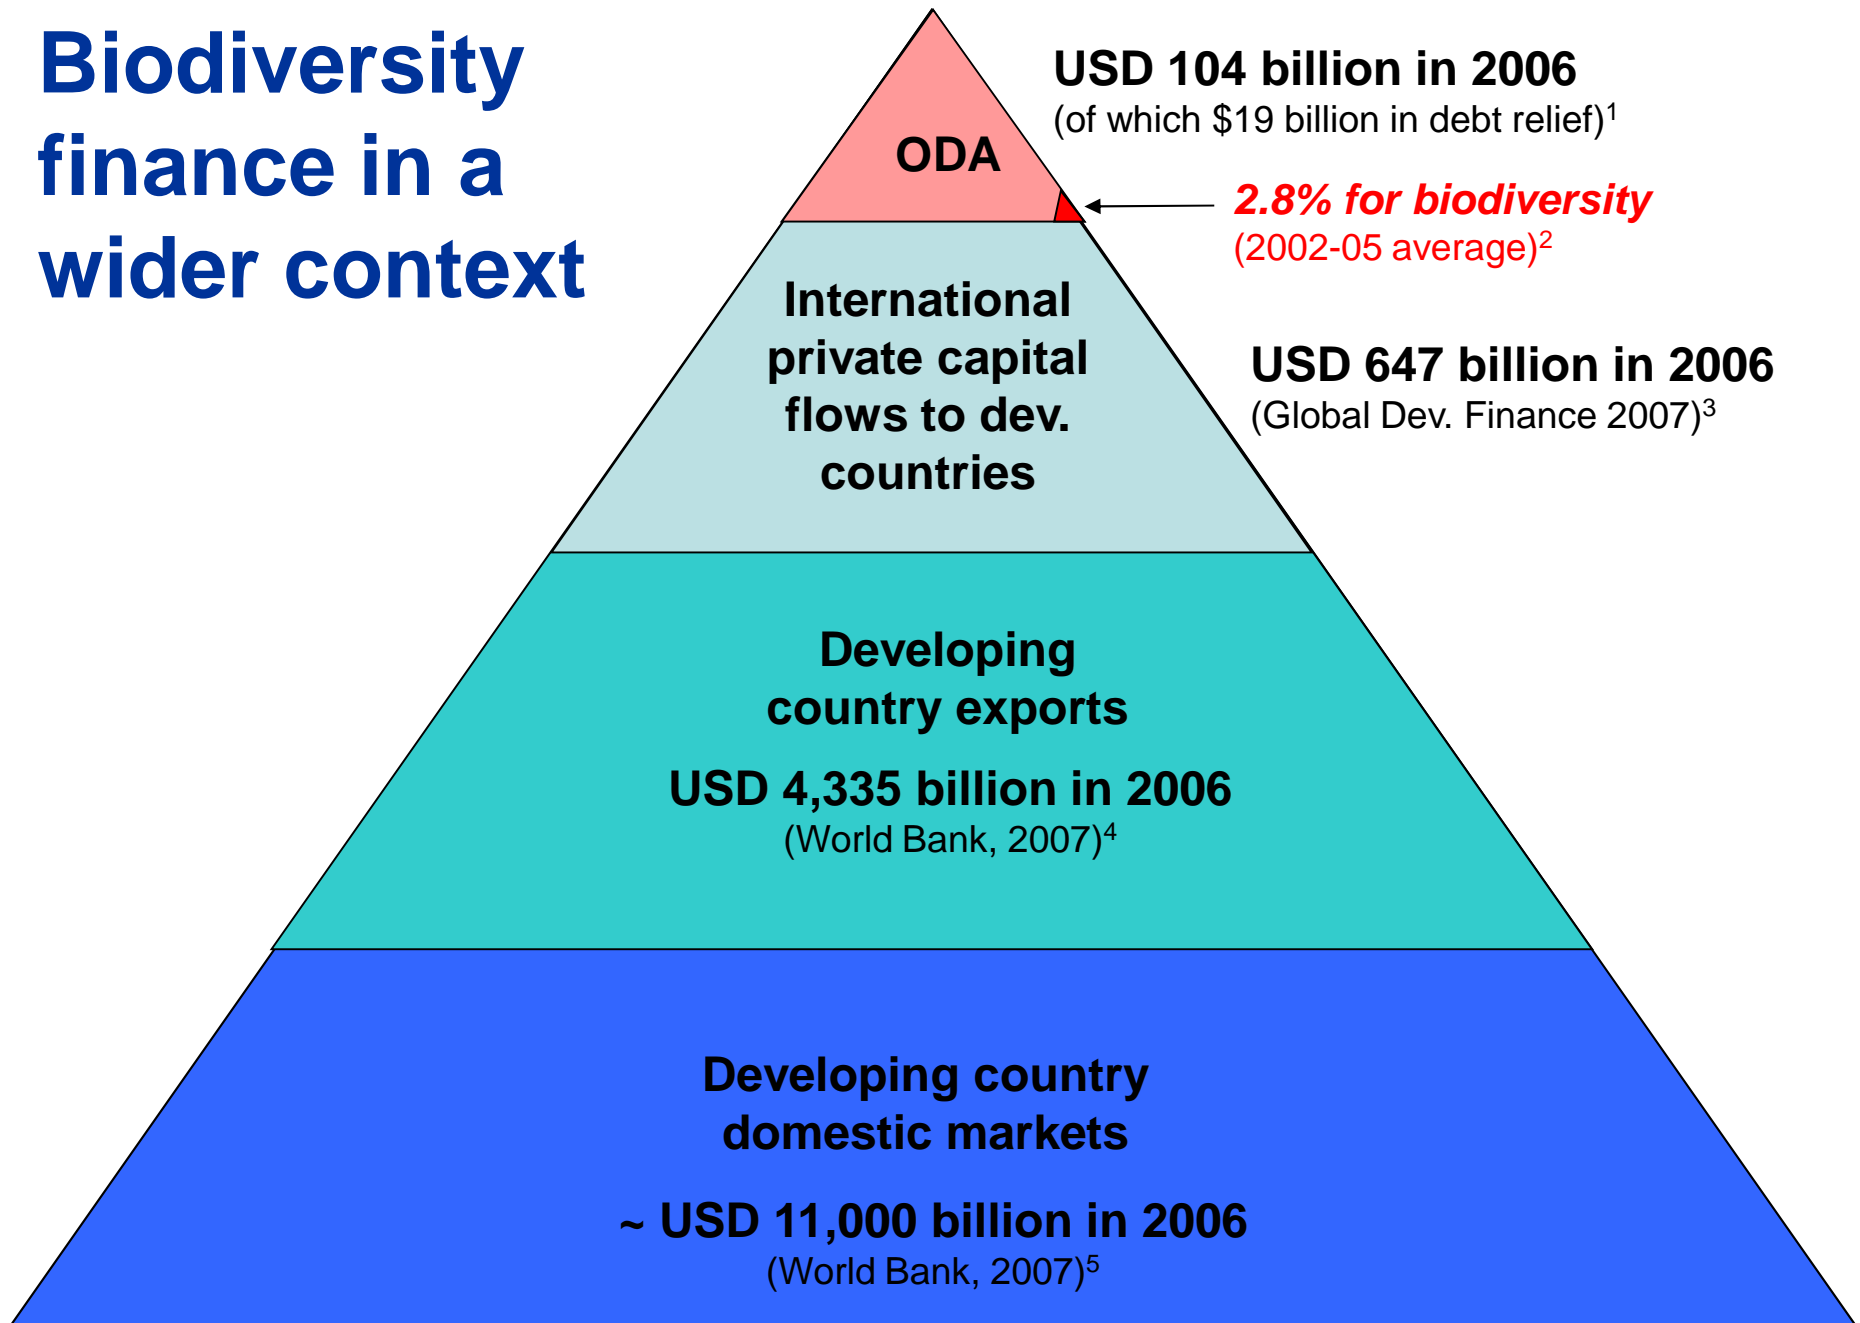 Biodiversity
finance in a
wider context
ODA
USD 104 billion in 2006
(of which $19 billion in debt relief)¹
2.8% for biodiversity
(2002-05 average)²
International
private capital
flows to dev.
countries
USD 647 billion in 2006
(Global Dev. Finance 2007)³
Developing
country exports
USD 4,335 billion in 2006
(World Bank, 2007)⁴
Developing country
domestic markets
~ USD 11,000 billion in 2006
(World Bank, 2007)⁵